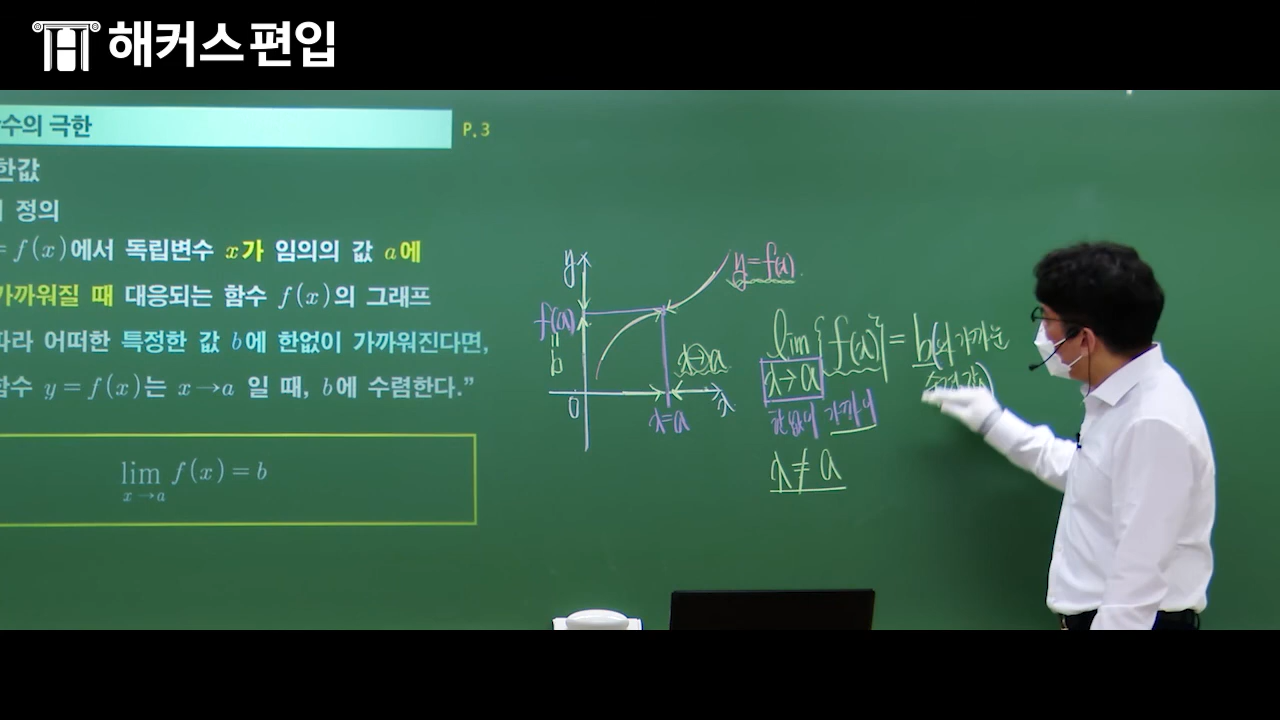 해커스편입
수의 극한
P.3
한값
정의
= f(x)에서 독립변수 x가 임의의 값 a에
가까워질 때 대응되는 함수 f(x)의 그래프
따라 어떠한 특정한 값 b에 한없이 가까워진다면,
함수 y = f(x)는 x→a 일 때, b에 수렴한다.”
lim f(x) = b
x→a
y
y=f(x)
f(a)
=
b
x→a
0
x=a
x
lim {f(x)} = b(에 가까운
x→a
한없이 가까이
x≠a